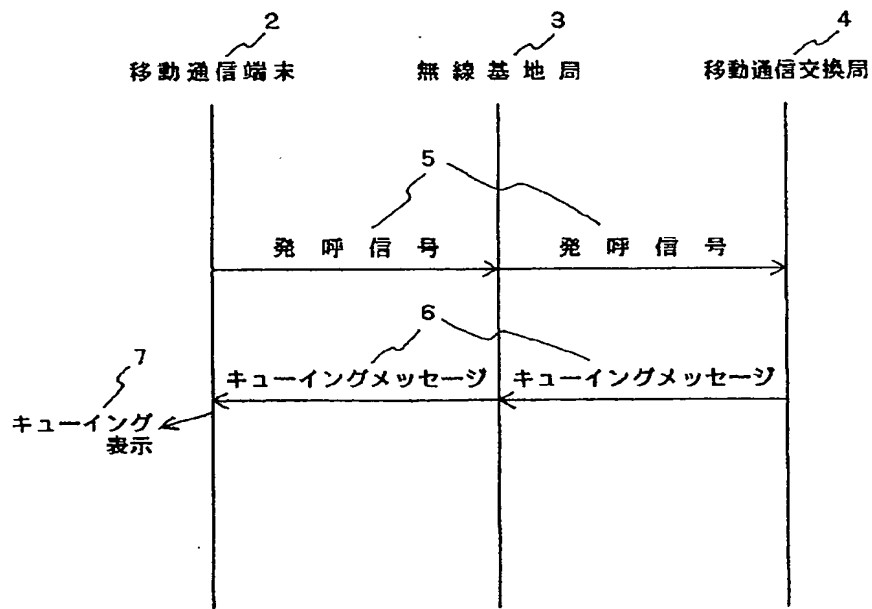 2 3 4
移動通信端末 無線基地局 移動通信交換局
5
発呼信号 発呼信号
6
キューイングメッセージ キューイングメッセージ
7
キューイング
表示